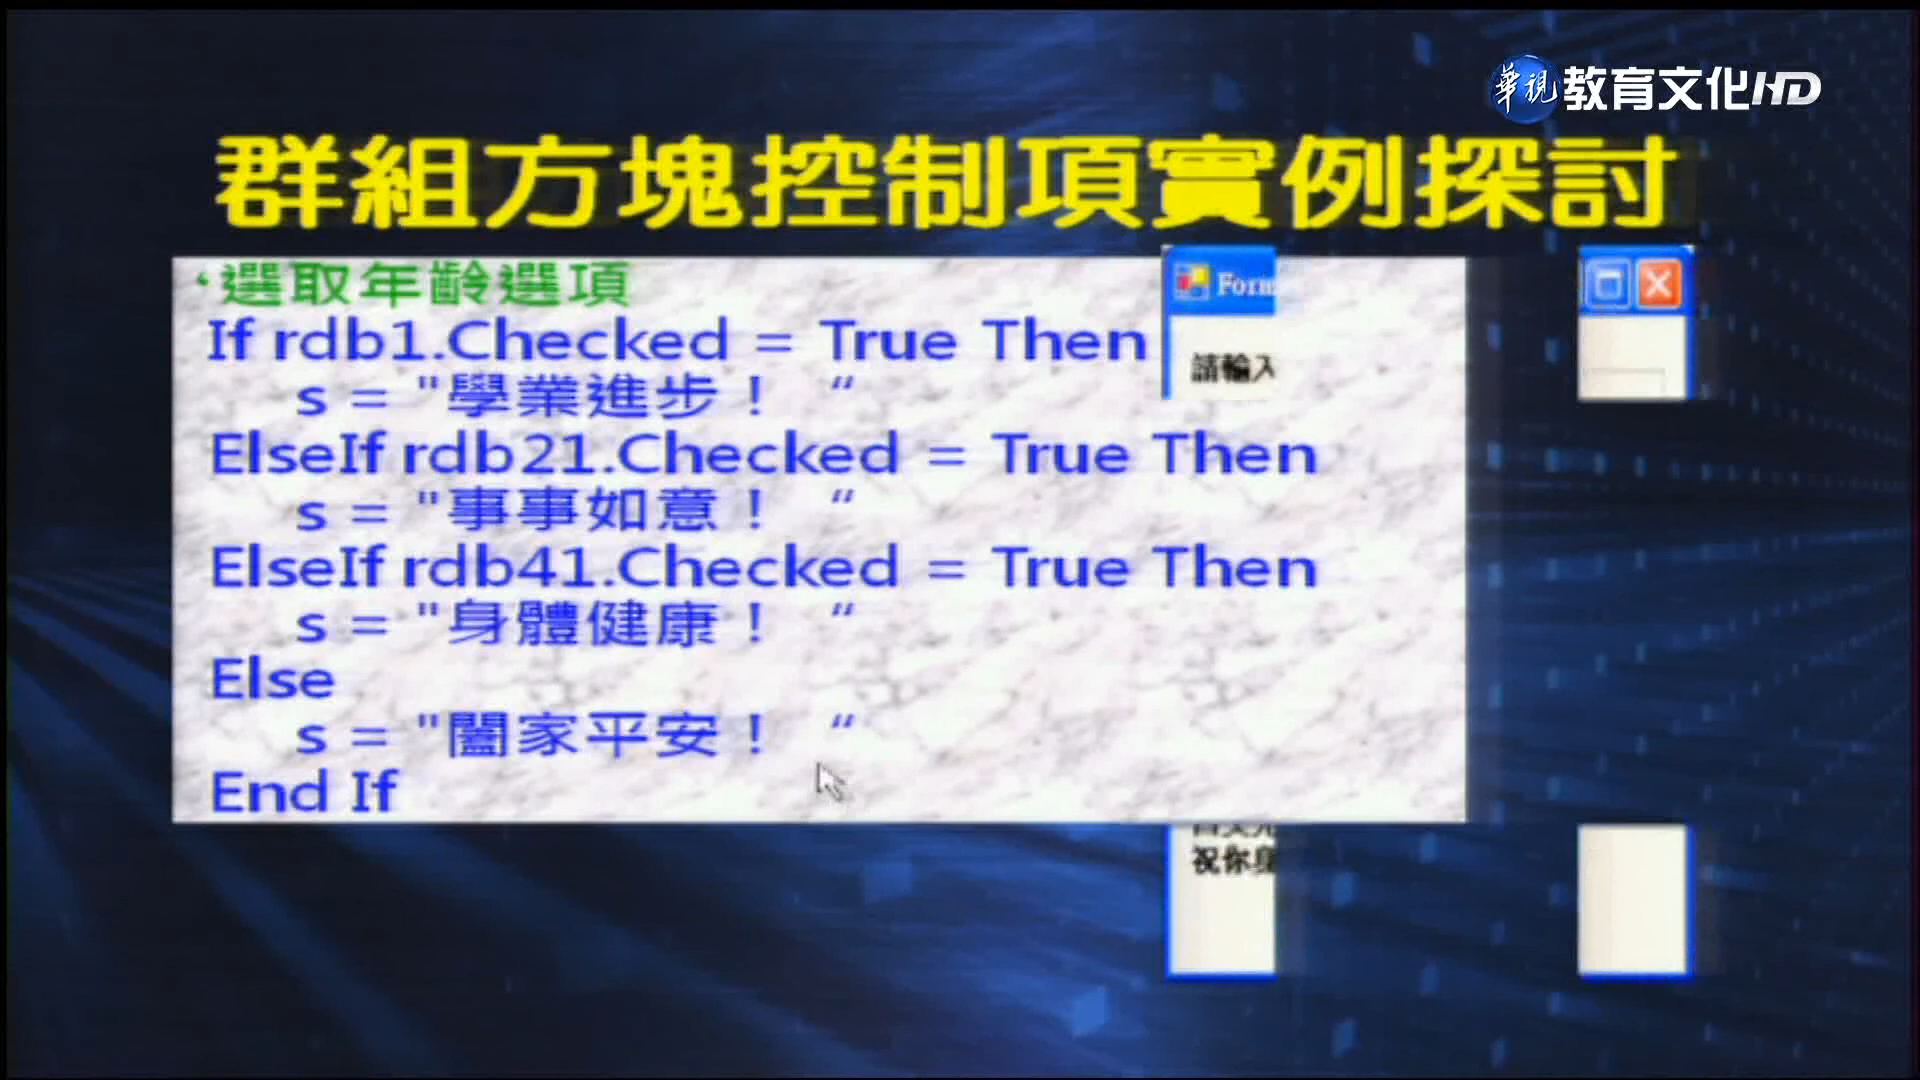 華視 教育文化HD
群組方塊控制項實例探討
‘選取年齡選項
If rdb1.Checked = True Then
s = "學業進步！ “
ElseIf rdb21.Checked = True Then
s = "事事如意！ “
ElseIf rdb41.Checked = True Then
s = "身體健康！ “
Else
s = "闔家平安！ “
End If
Form
請輸入
祝你身